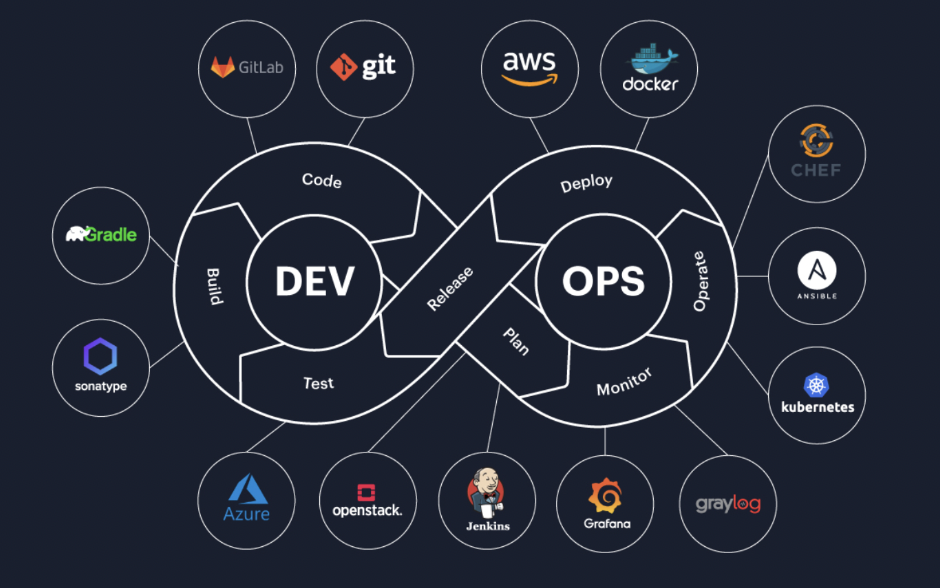 GitLab
git
aws
docker
CHEF
Code
Deploy
Gradle
Build
DEV
Release
OPS
Operate
ANSIBLE
sonatype
Test
Plan
Monitor
kubernetes
Azure
openstack.
Jenkins
Grafana
graylog